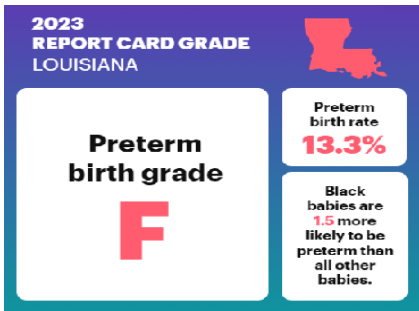 2023
REPORT CARD GRADE
LOUISIANA
Preterm
birth grade
F
Preterm
birth rate
13.3%
Black
babies are
1.5 more
likely to be
preterm than
all other
babies.